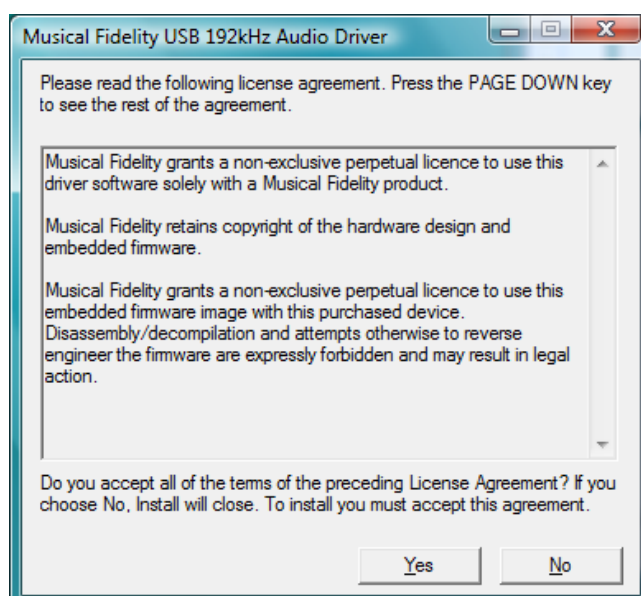 Musical Fidelity USB 192kHz Audio Driver
Please read the following license agreement. Press the PAGE DOWN key
to see the rest of the agreement.
Musical Fidelity grants a non-exclusive perpetual licence to use this
driver software solely with a Musical Fidelity product.
Musical Fidelity retains copyright of the hardware design and
embedded firmware.
Musical Fidelity grants a non-exclusive perpetual licence to use this
embedded firmware image with this purchased device.
Disassembly/decompilation and attempts otherwise to reverse
engineer the firmware are expressly forbidden and may result in legal
action.
Do you accept all of the terms of the preceding License Agreement? If you
choose No, Install will close. To install you must accept this agreement.
Yes
No